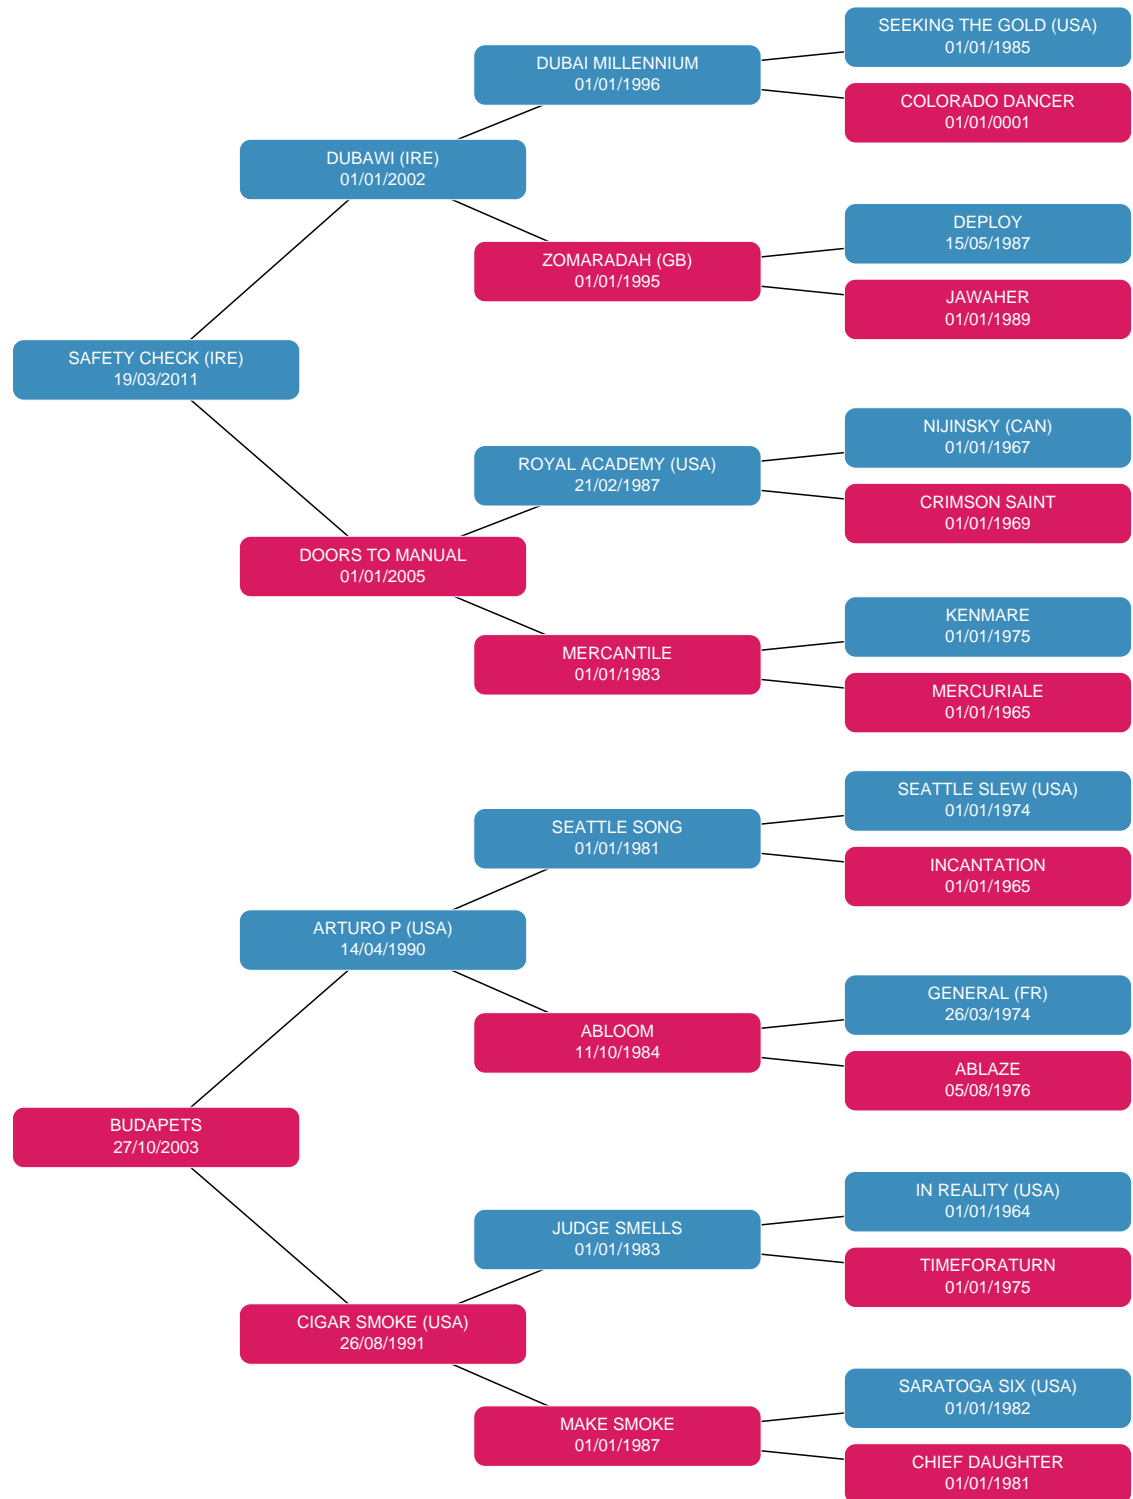 SEEKING THE GOLD (USA)
01/01/1985
DUBAI MILLENNIUM
01/01/1996
COLORADO DANCER
01/01/0001
DUBAWI (IRE)
01/01/2002
DEPLOY
15/05/1987
ZOMARADAH (GB)
01/01/1995
JAWAHER
01/01/1989
SAFETY CHECK (IRE)
19/03/2011
NIJINSKY (CAN)
01/01/1967
ROYAL ACADEMY (USA)
21/02/1987
CRIMSON SAINT
01/01/1969
DOORS TO MANUAL
01/01/2005
KENMARE
01/01/1975
MERCANTILE
01/01/1983
MERCURIALE
01/01/1965
SEATTLE SLEW (USA)
01/01/1974
SEATTLE SONG
01/01/1981
INCANTATION
01/01/1965
ARTURO P (USA)
14/04/1990
GENERAL (FR)
26/03/1974
ABLOOM
11/10/1984
ABLAZE
05/08/1976
BUDAPETS
27/10/2003
IN REALITY (USA)
01/01/1964
JUDGE SMELLS
01/01/1983
TIMEFORATURN
01/01/1975
CIGAR SMOKE (USA)
26/08/1991
SARATOGA SIX (USA)
01/01/1982
MAKE SMOKE
01/01/1987
CHIEF DAUGHTER
01/01/1981